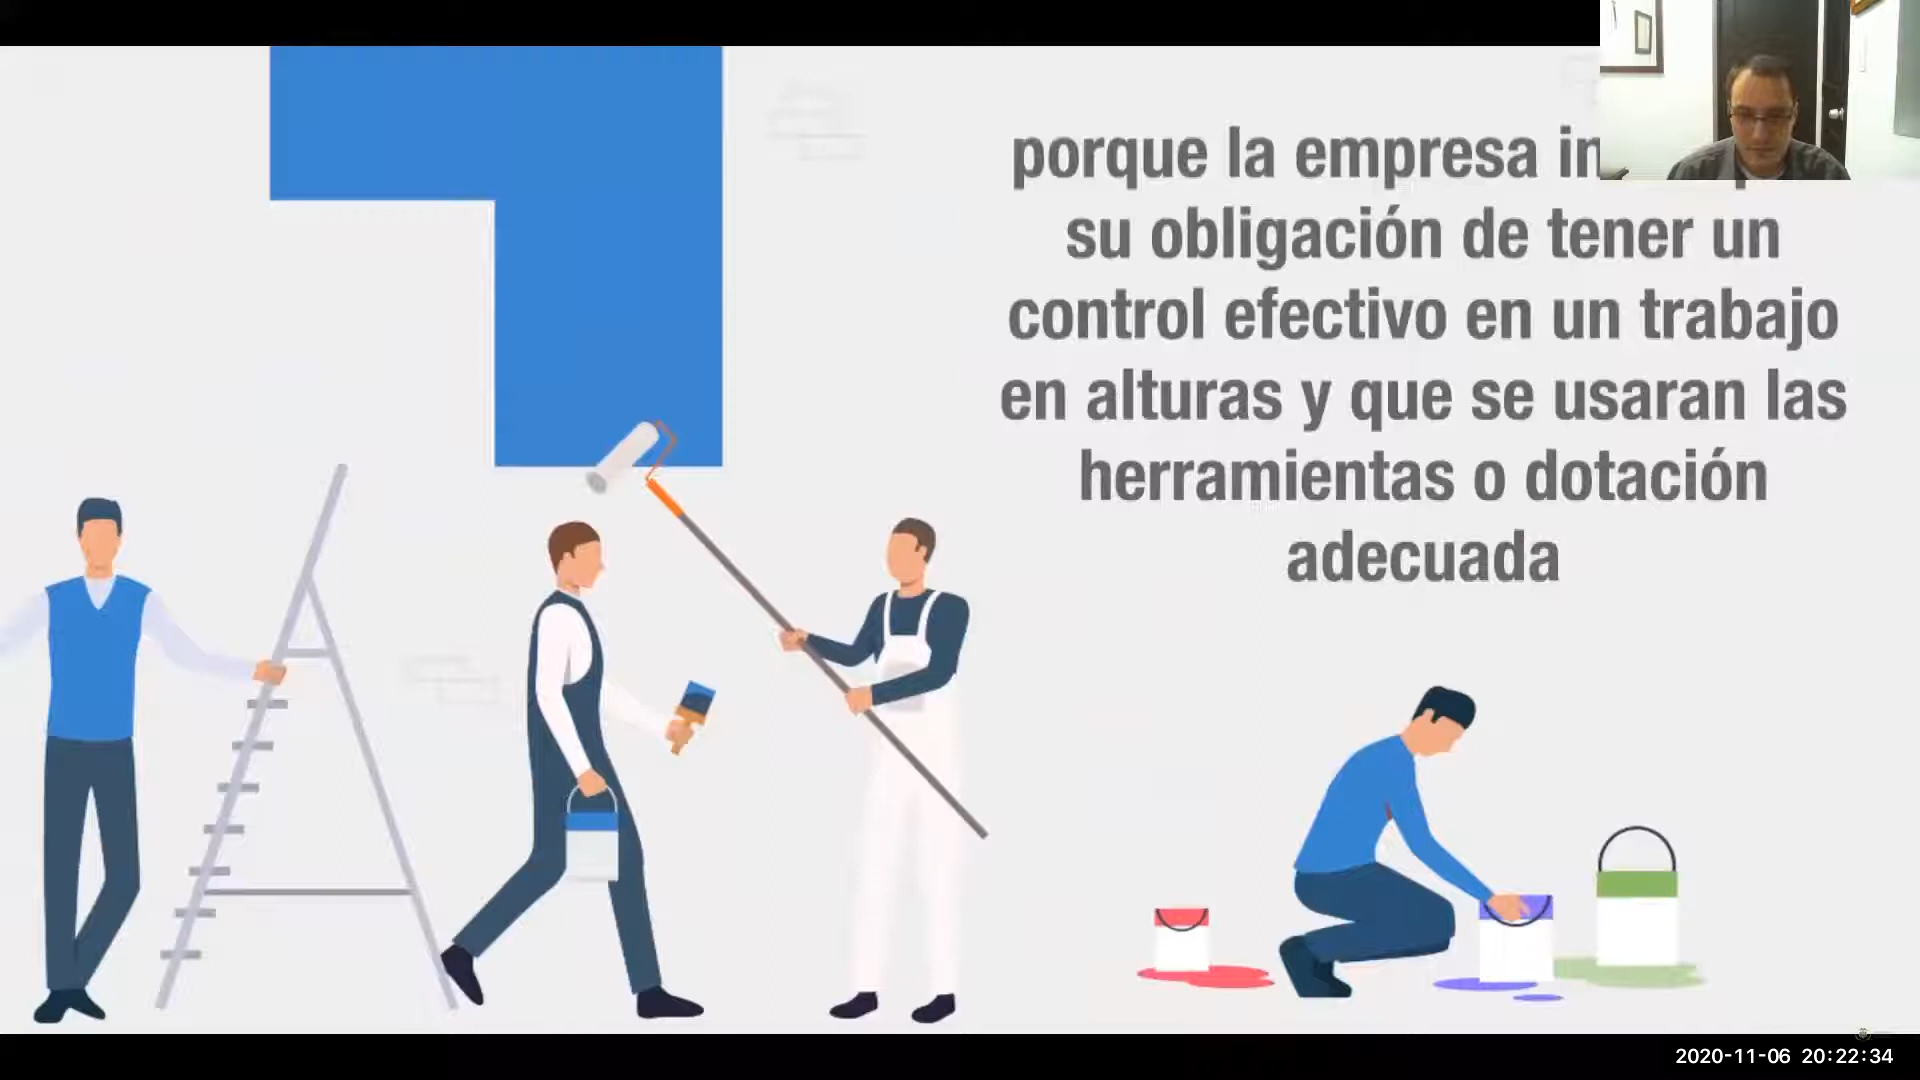 porque la empresa
su obligación de tener un
control efectivo en un trabajo
en alturas y que se usaran las
herramientas o dotación
adecuada
2020-11-06 20:22:34